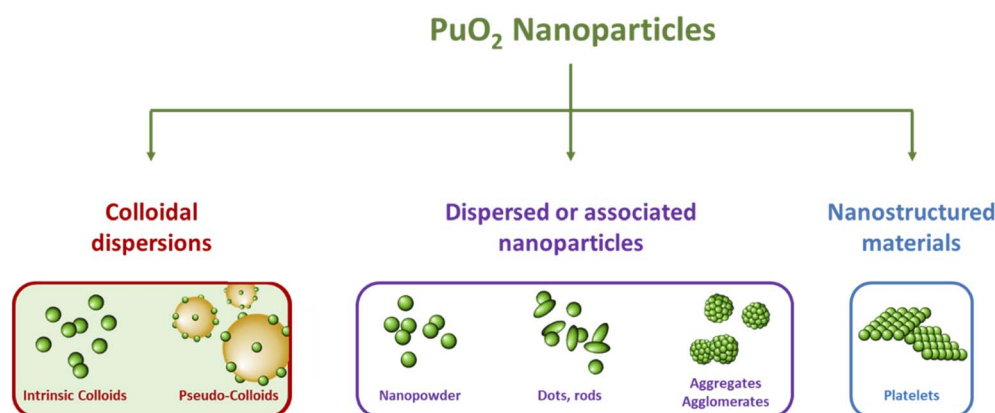 PuO₂ Nanoparticles
Colloidal
dispersions
Dispersed or associated
nanoparticles
Nanostructured
materials
Intrinsic Colloids
Pseudo-Colloids
Nanopowder
Dots, rods
Aggregates
Agglomerates
Platelets